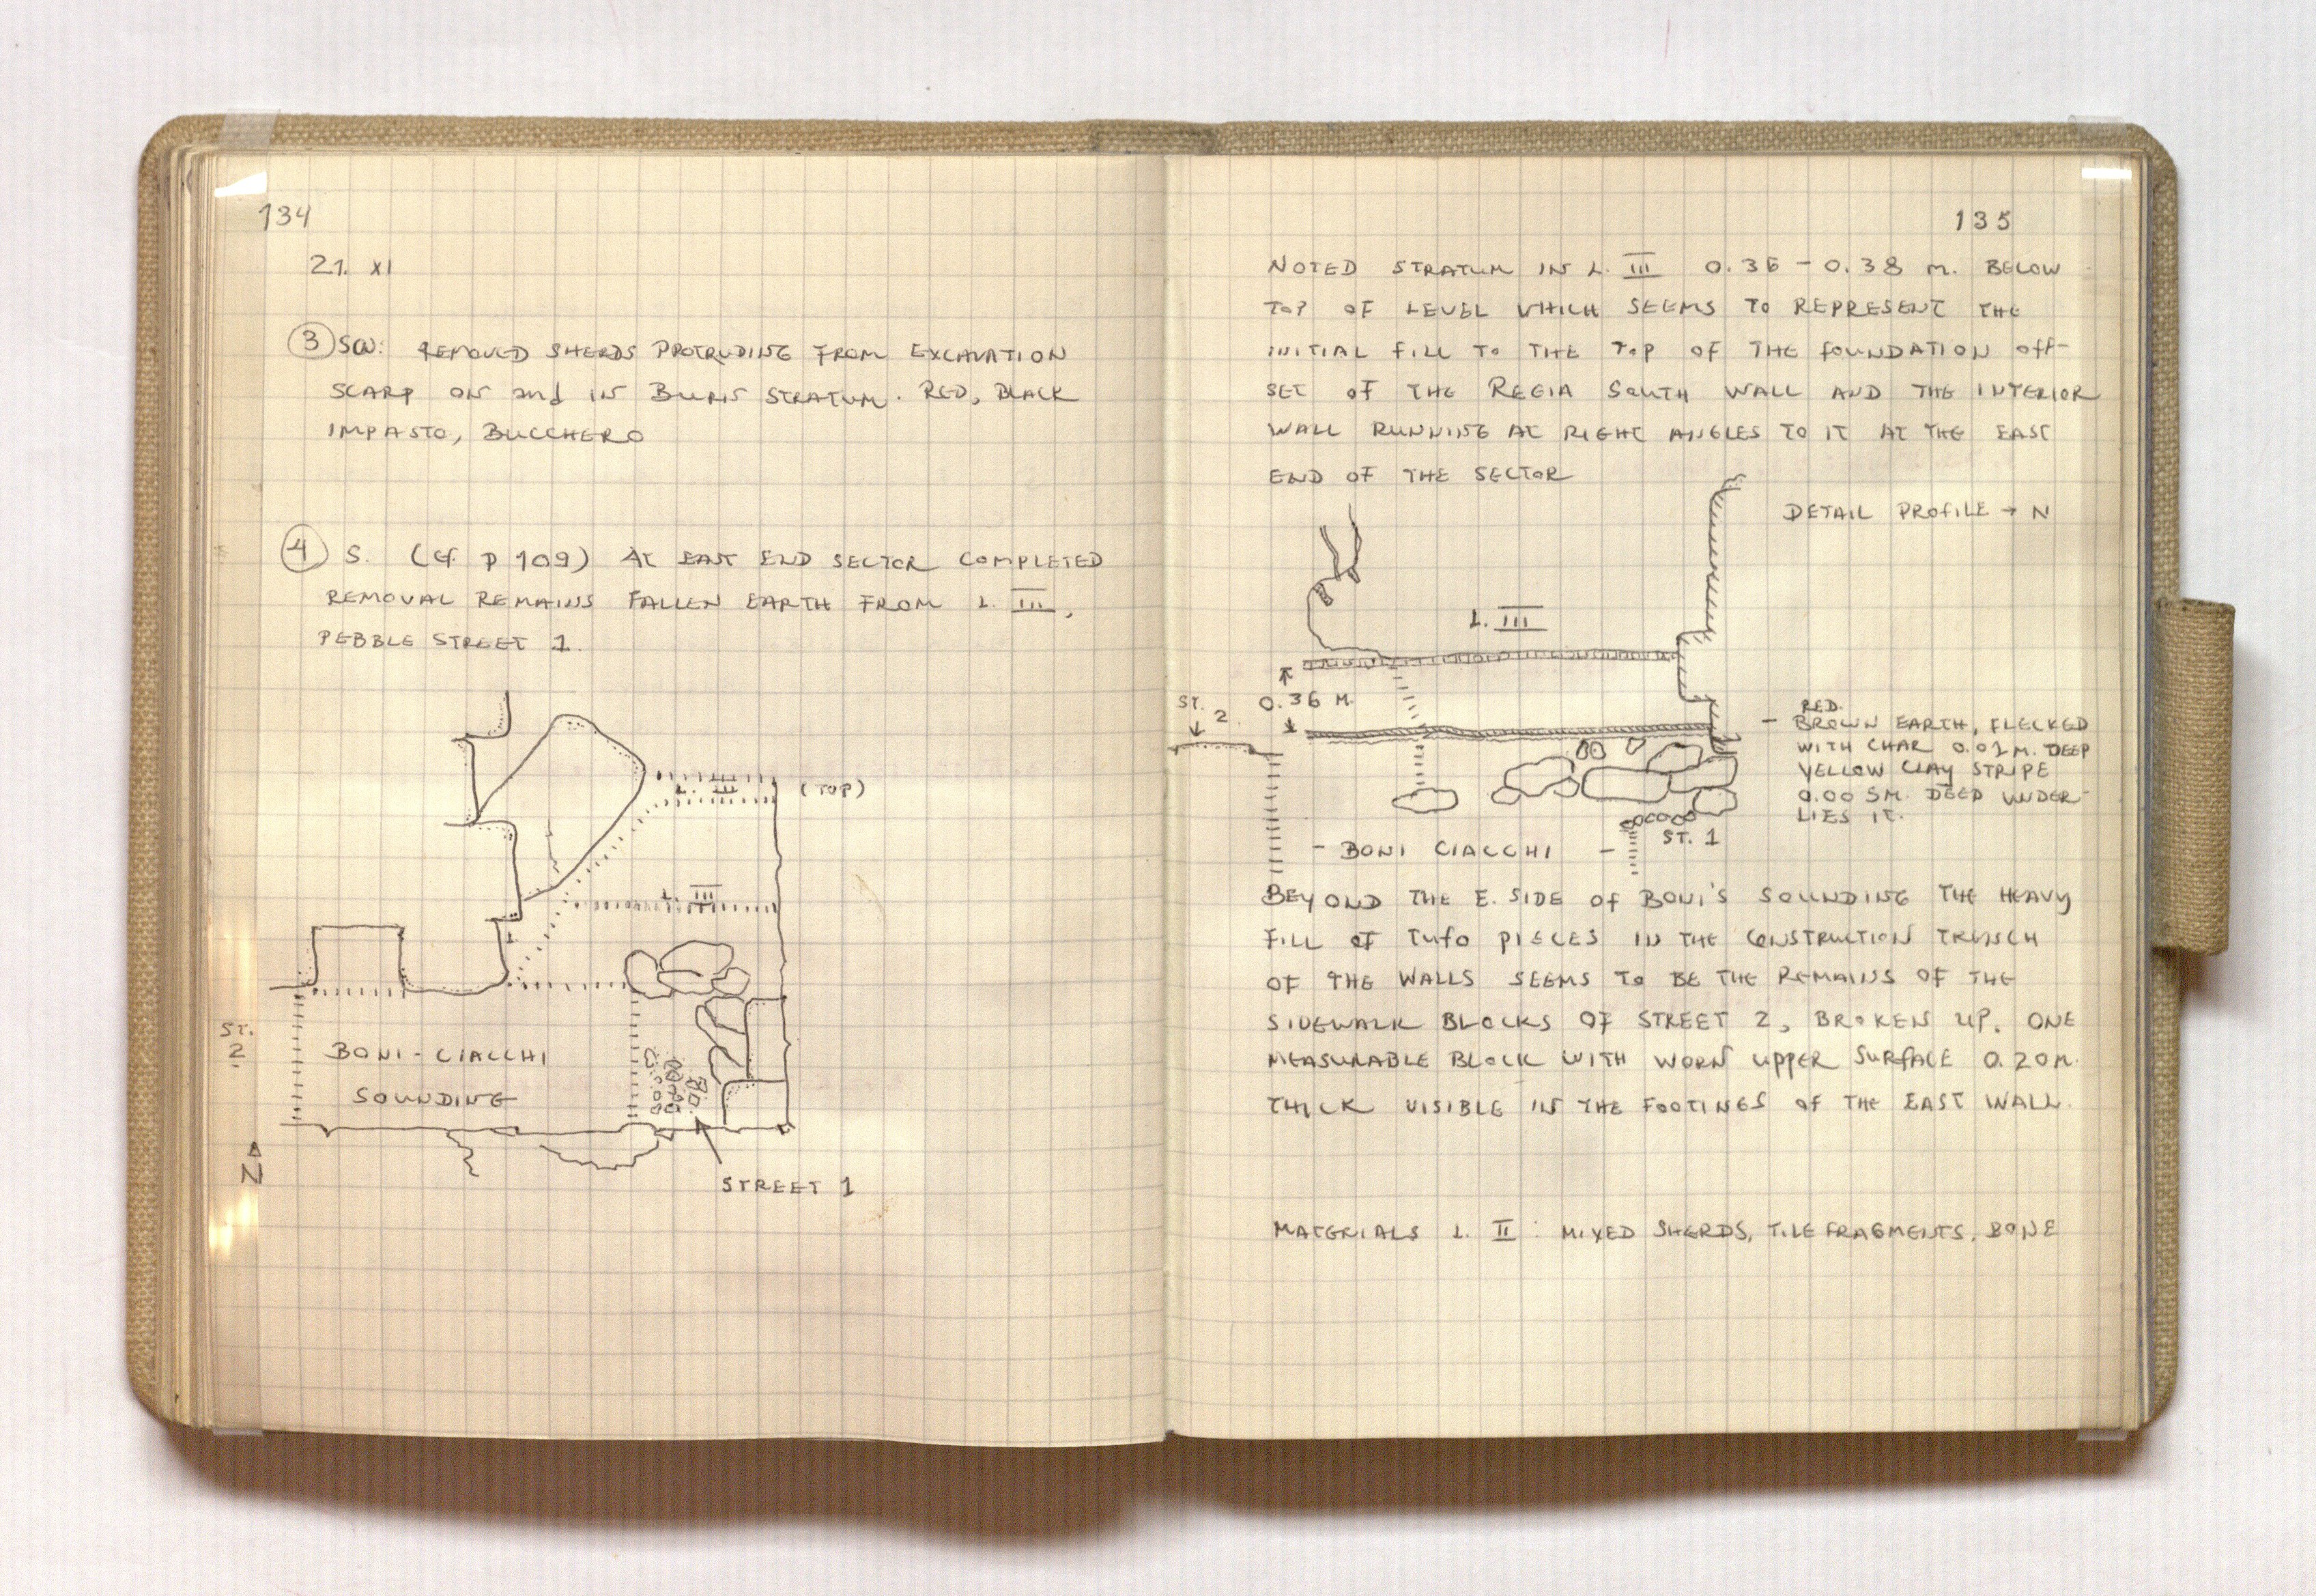 134
21. XI
③ SW: REMOVED SHERDS PROTRUDING FROM EXCAVATION
SCARP ON and IN BURN STRATUM. RED, BLACK
IMPASTO, BUCCHERO
④ S. (Cf. P 109) AT EAST END SECTOR COMPLETED
REMOVAL REMAINS FALLEN EARTH FROM L. III,
PEBBLE STREET 1.
L. III (TOP)
L. III
ST.
2
BONI-CIACCHI
SOUNDING
N
STREET 1
135
NOTED STRATUM IN L. III 0.36 - 0.38 M. BELOW
TOP OF LEVEL WHICH SEEMS TO REPRESENT THE
INITIAL FILL TO THE TOP OF THE FOUNDATION OFF-
SET OF THE REGIA SOUTH WALL AND THE INTERIOR
WALL RUNNING AT RIGHT ANGLES TO IT AT THE EAST
END OF THE SECTOR
DETAIL PROFILE → N
L. III
0.36 M.
ST.
2
RED.
- BROWN EARTH, FLECKED
WITH CHAR 0.01 M. DEEP
YELLOW CLAY STRIPE
0.005 M. DEEP UNDER-
LIES IT.
ST. 1
- BONI CIACCHI -
BEYOND THE E. SIDE OF BONI'S SOUNDING THE HEAVY
FILL OF TUFO PIECES IN THE CONSTRUCTION TRENCH
OF THE WALLS SEEMS TO BE THE REMAINS OF THE
SIDEWALK BLOCKS OF STREET 2, BROKEN UP. ONE
MEASURABLE BLOCK WITH WORN UPPER SURFACE 0.20 M.
THICK VISIBLE IN THE FOOTINGS OF THE EAST WALL.
MATERIALS L. II: MIXED SHERDS, TILE FRAGMENTS, BONE